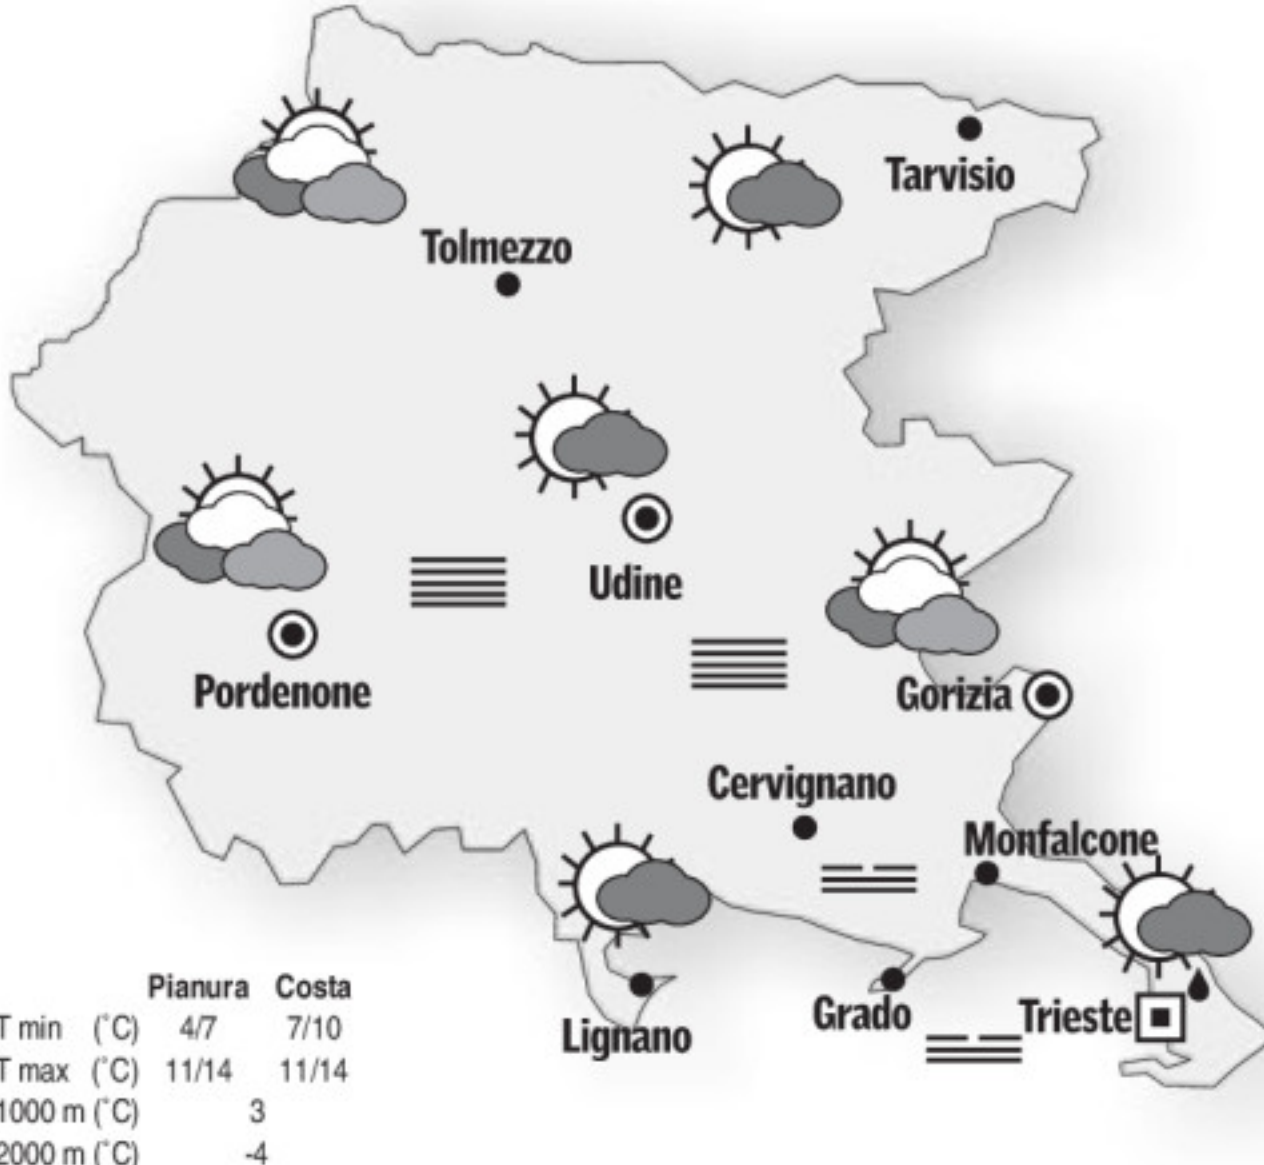 Tarvisio
Tolmezzo
Udine
Pordenone
Gorizia
Cervignano
Monfalcone
Grado
Trieste
Lignano
Pianura Costa
T min (°C) 4/7 7/10
T max (°C) 11/14 11/14
1000 m (°C) 3
2000 m (°C) -4